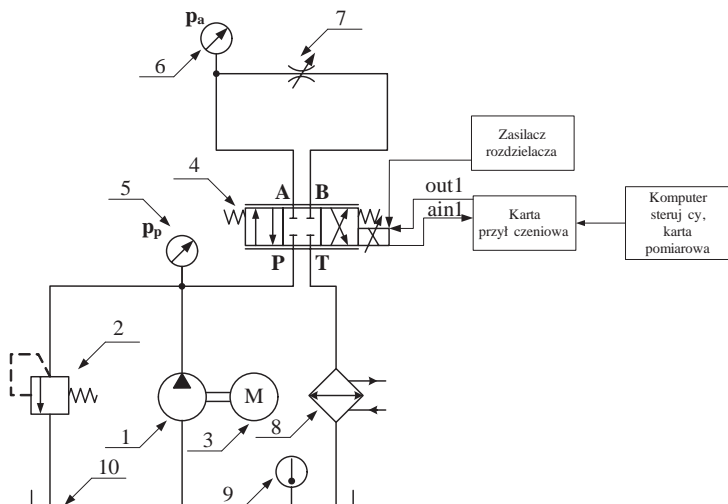 pa
7
6
Zasilacz
rozdzielacza
4
A B
out1
5
ain1
Karta
przył czeniowa
Komputer
steruj cy,
karta
pomiarowa
pp
P T
2
M
1
3
8
10
9